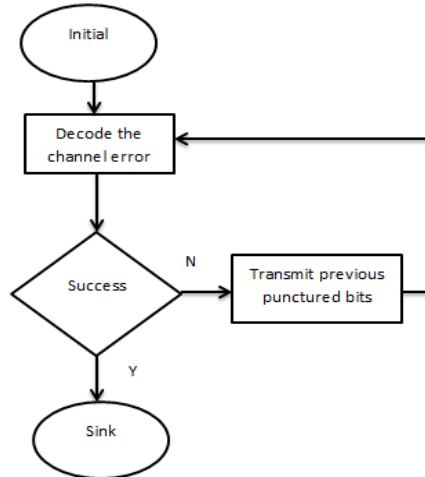 Initial
Decode the
channel error
Success
N
Transmit previous
punctured bits
Y
Sink